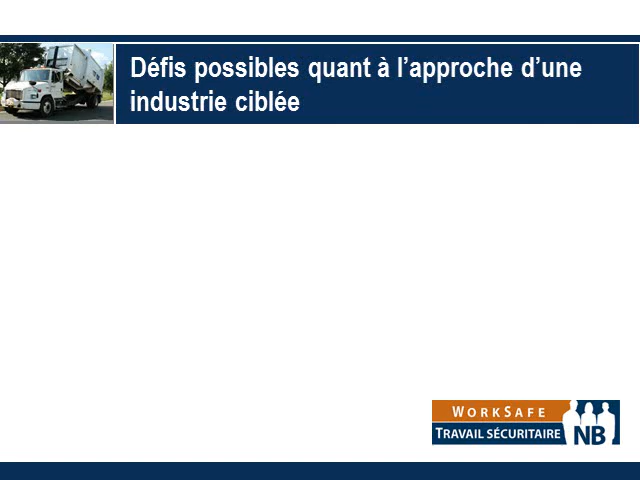 Défis possibles quant à l’approche d’une
industrie ciblée
WORKSAFE
TRAVAIL SÉCURITAIRE NB